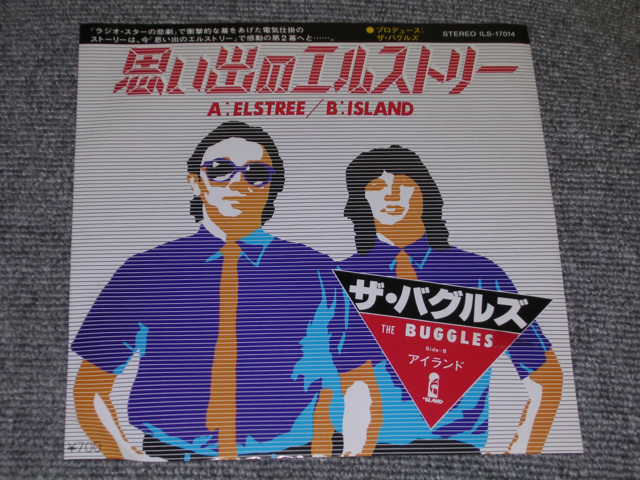 「ラジオ・スターの悲劇」で衝撃的な幕をあけた電気仕掛の
ストーリーは、今“思い出のエルストリー”で感動の第2幕へと……。
●プロデュース:
ザ・バグルズ
STEREO ILS-17014
思い出のエルストリー
A:ELSTREE/B:ISLAND
ザ・バグルズ
THE BUGGLES
Side-B
アイランド
ISLAND
¥700